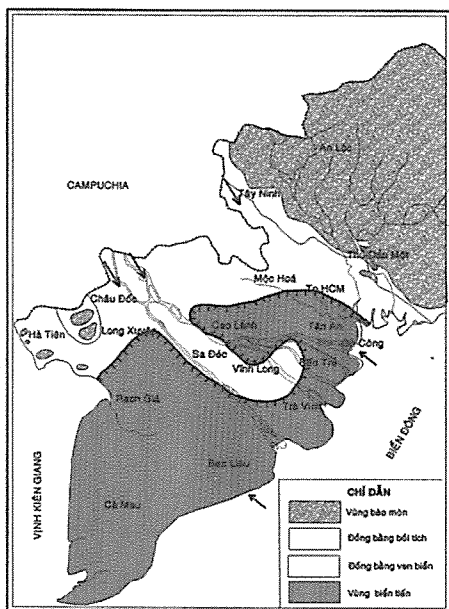 An Lộc
CAMPUCHIA
Tây Ninh
Thủ Dầu Một
Mộc Hoá
Tp HCM
Châu Đốc
Cao Lãnh
Tân An
Hà Tiên
Long Xuyên
Công
Sa Đéc
Bến Tre
Vĩnh Long
Rạch Giá
Trà Vinh
BIỂN ĐÔNG
Bạc Liêu
VỊNH KIÊN GIANG
Cà Mau
CHỈ DẪN
Vùng bào mòn
Đồng bằng bồi tích
Đồng bằng ven biển
Vùng biển tiến